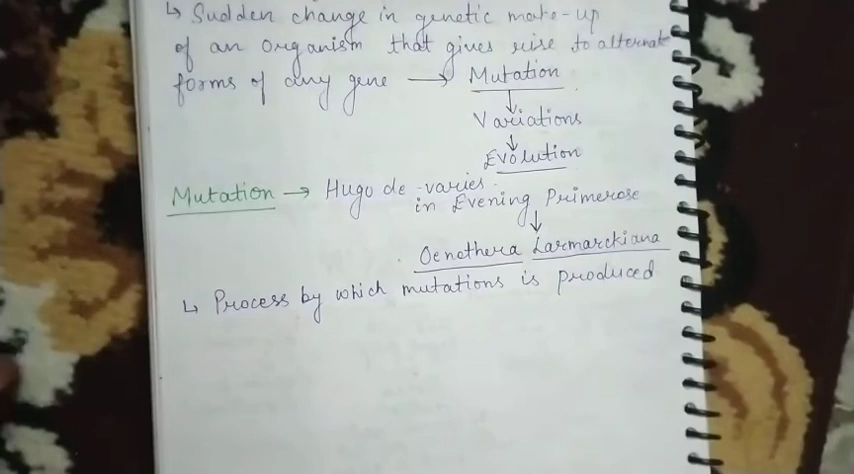 ↳ Sudden change in genetic make-up
of an organism that gives rise to alternate
forms of any gene → Mutation
↓
Variations
↓
Evolution
Mutation → Hugo de varies
in Evening Primerose
↓
Oenothera Larmarckiana
↳ Process by which mutations is produced